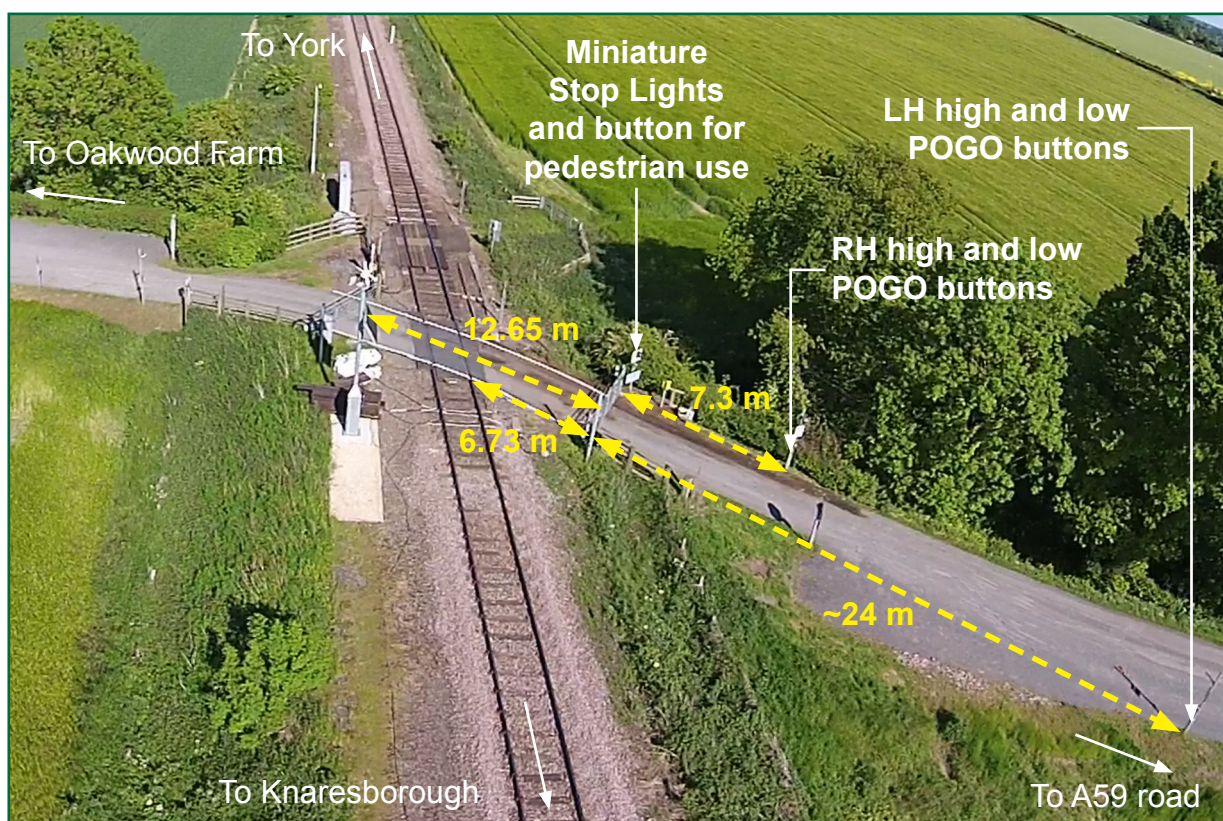 To York
Miniature
Stop Lights
and button for
pedestrian use
LH high and low
POGO buttons
To Oakwood Farm
RH high and low
POGO buttons
12.65 m
7.3 m
6.73 m
~24 m
To Knaresborough
To A59 road